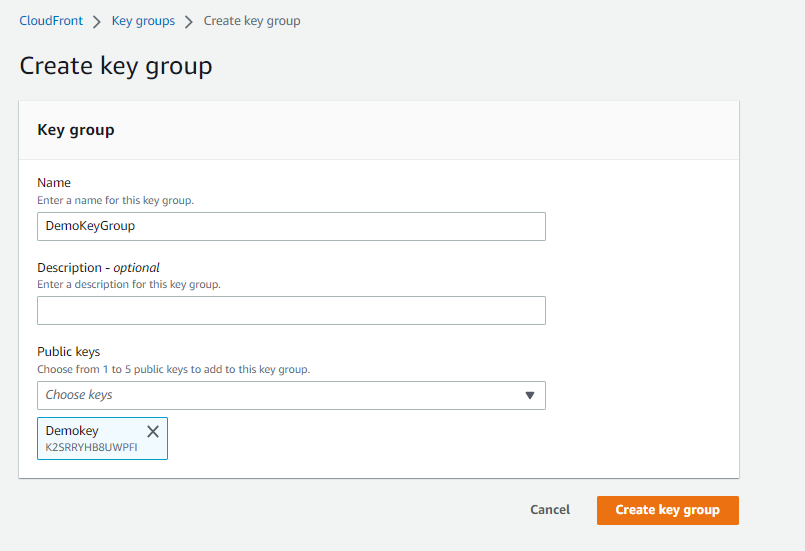 CloudFront > Key groups > Create key group
Create key group
Key group
Name
Enter a name for this key group.
DemoKeyGroup
Description - optional
Enter a description for this key group.
Public keys
Choose from 1 to 5 public keys to add to this key group.
Choose keys
Demokey
K2SRRYHB8UWPFI
Cancel
Create key group